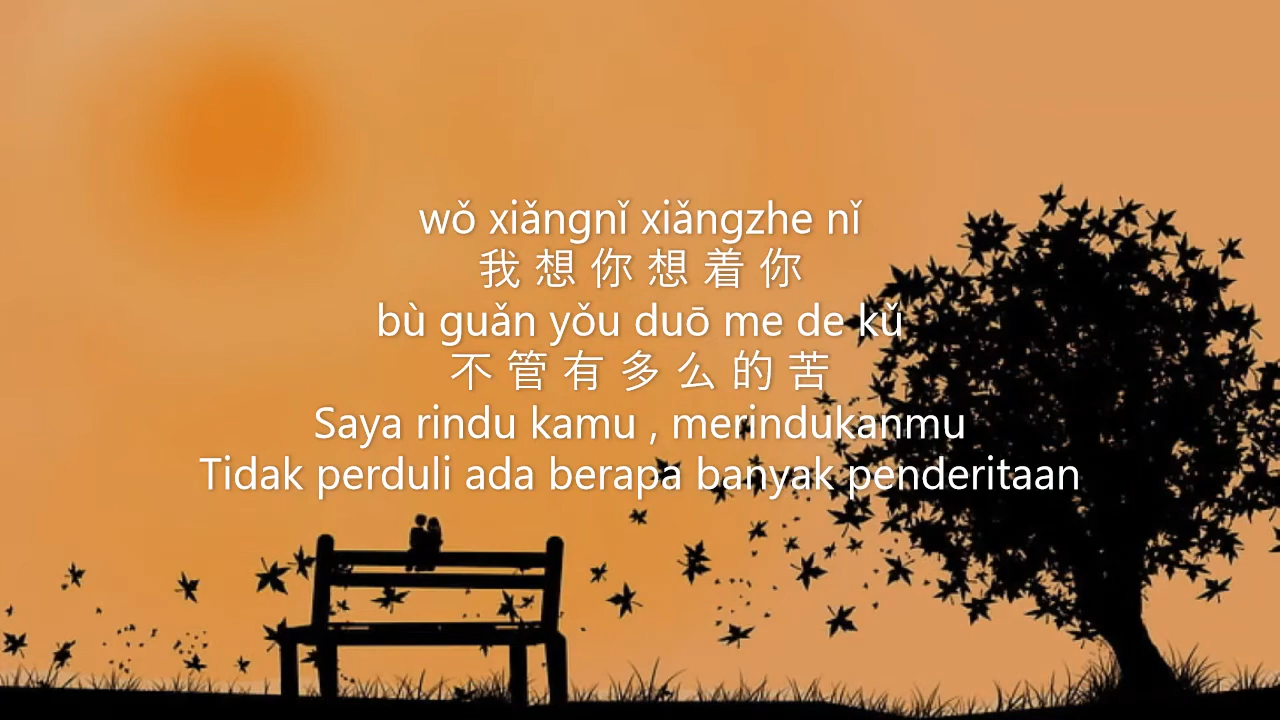 wǒ xiǎngnǐ xiǎngzhe nǐ
我 想 你 想 着 你
bù guǎn yǒu duō me de kǔ
不 管 有 多 么 的 苦
Saya rindu kamu , merindukanmu
Tidak perduli ada berapa banyak penderitaan